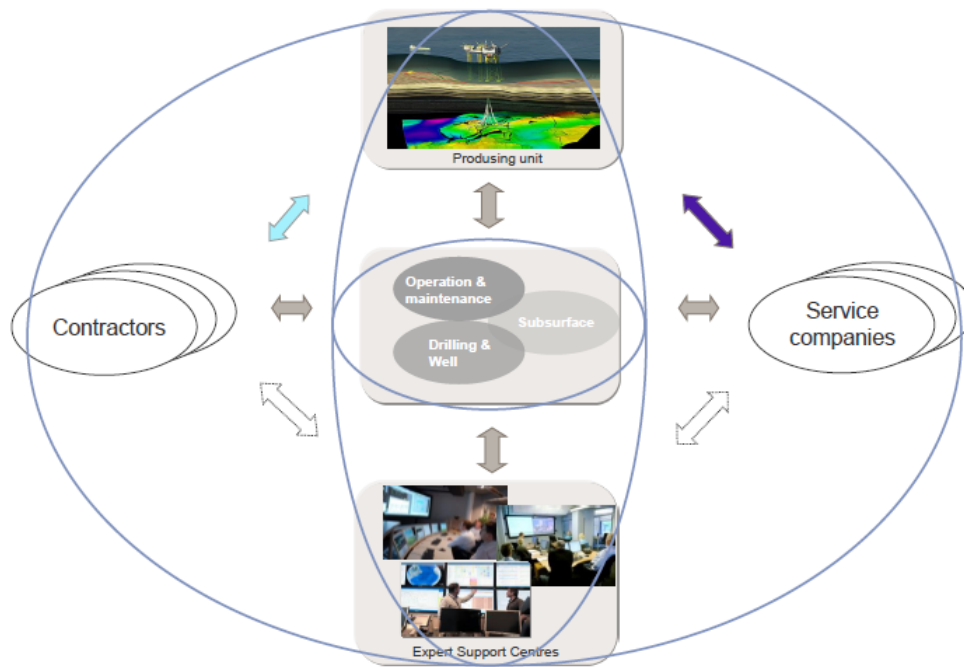 Produsing unit
Operation &
maintenance
Subsurface
Drilling &
Well
Contractors
Service
companies
Expert Support Centres